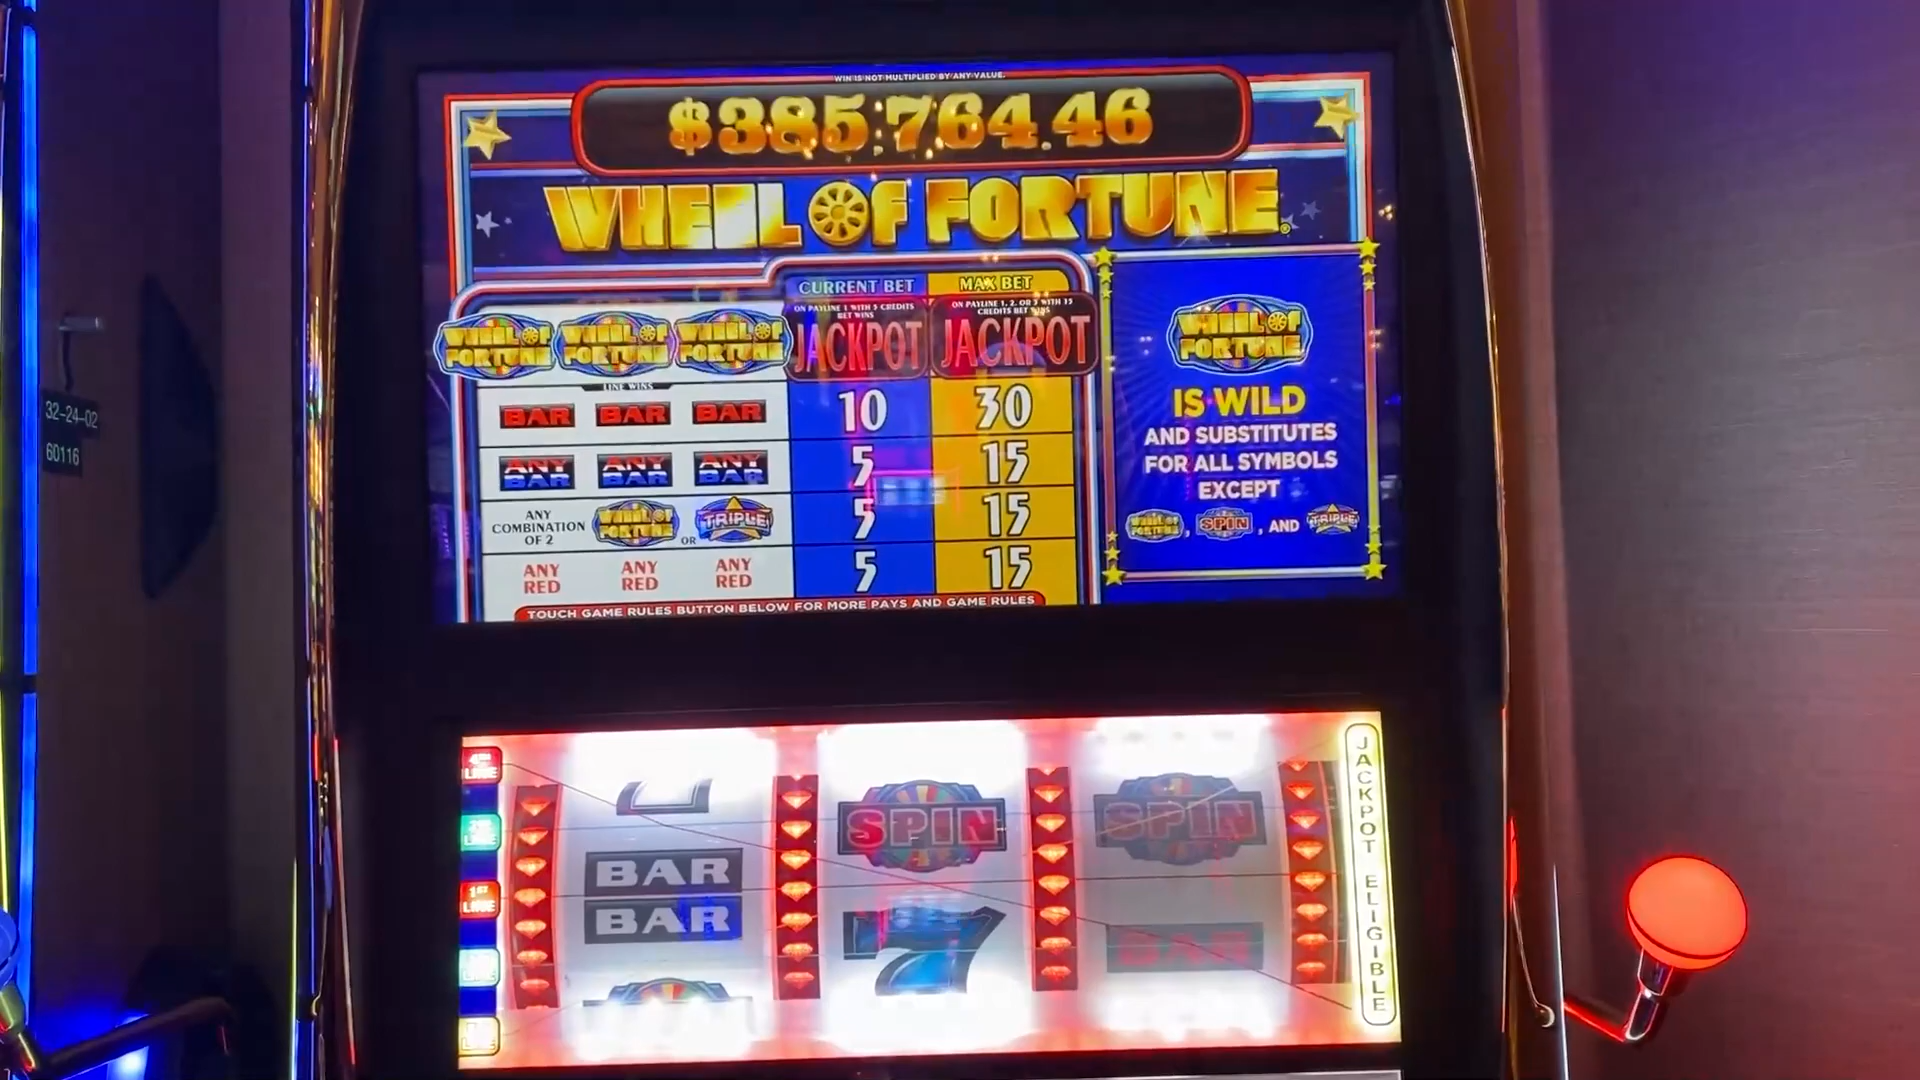 WIN IS NOT MULTIPLIED BY ANY VALUE.
$385,764.46
WHEEL OF FORTUNE
CURRENT BET
MAX BET
ON PAYLINE 1 WITH 5 CREDITS
BET WINS
JACKPOT
ON PAYLINE 1, 2, OR 3 WITH 15
CREDITS BET WINS
JACKPOT
WHEEL OF FORTUNE
WHEEL OF FORTUNE
WHEEL OF FORTUNE
LINE WINS
BAR BAR BAR 10 30
ANY BAR ANY BAR ANY BAR 5 15
ANY
COMBINATION
OF 2
WHEEL OF FORTUNE OR TRIPLE 5 15
ANY RED ANY RED ANY RED 5 15
TOUCH GAME RULES BUTTON BELOW FOR MORE PAYS AND GAME RULES
WHEEL OF FORTUNE
IS WILD
AND SUBSTITUTES
FOR ALL SYMBOLS
EXCEPT
WHEEL OF FORTUNE, SPIN, AND TRIPLE
32-24-02
60116
4TH LINE
1ST LINE
SPIN
SPIN
BAR
BAR
7
BAR
JACKPOT ELIGIBLE